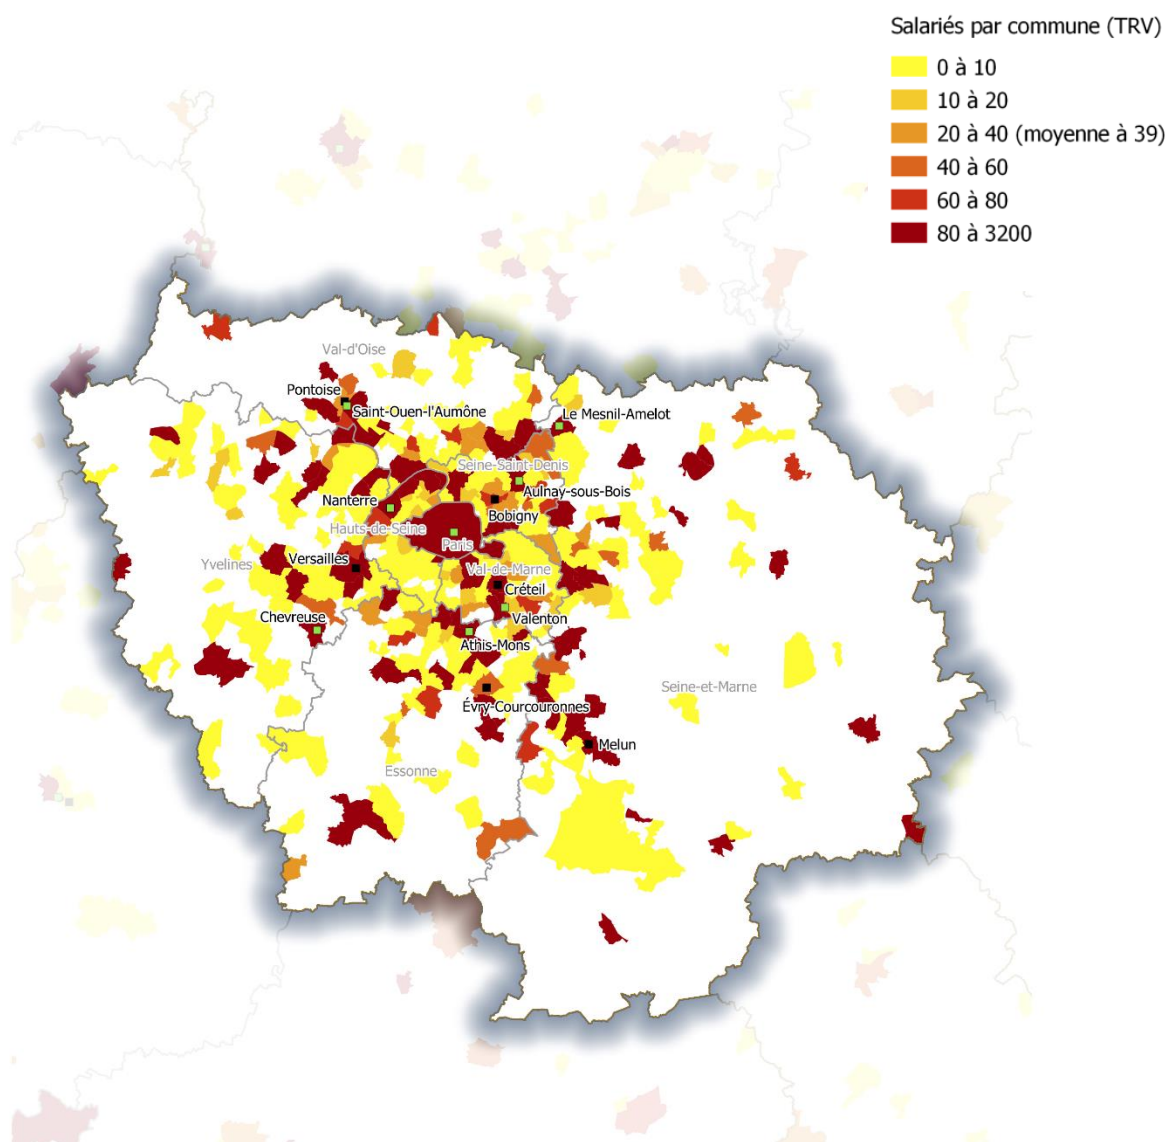 Salariés par commune (TRV)
0 à 10
10 à 20
20 à 40 (moyenne à 39)
40 à 60
60 à 80
80 à 3200
Val-d'Oise
Pontoise
Saint-Ouen-l'Aumône
Le Mesnil-Amelot
Seine-Saint-Denis
Aulnay-sous-Bois
Nanterre
Bobigny
Hauts-de-Seine
Paris
Versailles
Yvelines
Val-de-Marne
Créteil
Chevreuse
Valenton
Athis-Mons
Seine-et-Marne
Évry-Courcouronnes
Melun
Essonne